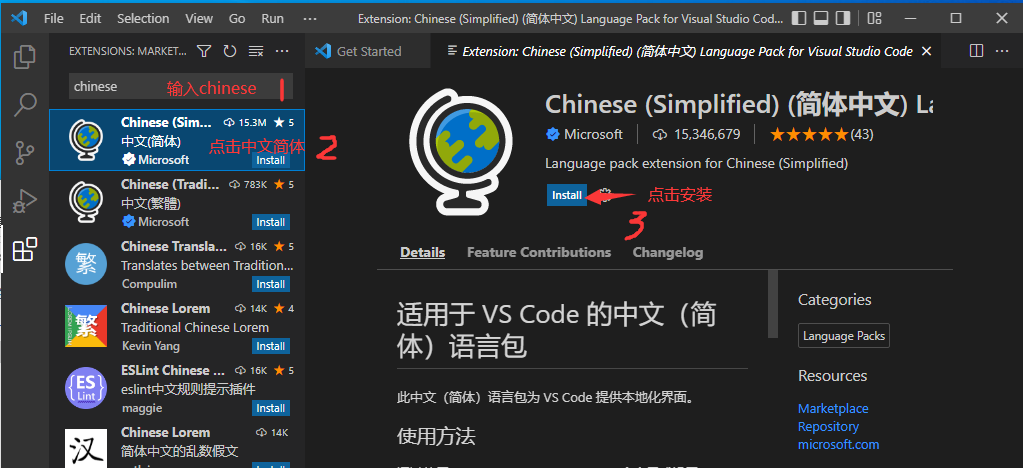 File Edit Selection View Go Run ··· Extension: Chinese (Simplified) (简体中文) Language Pack for Visual Studio Cod...
EXTENSIONS: MARKET...
Get Started
Extension: Chinese (Simplified) (简体中文) Language Pack for Visual Studio Code
chinese
输入chinese
1
Chinese (Sim... 15.3M ★ 5
中文(简体)
Microsoft
Install
点击中文简体
2
Chinese (Tradi... 783K ★ 5
中文(繁體)
Microsoft
Install
繁
Chinese Transla... 16K ★ 5
Translates between Tradition...
Compulim
Install
繁
Chinese Lorem 14K ★ 4
Traditional Chinese Lorem
Kevin Yang
Install
ES
Lint
ESLint Chinese ... 16K ★ 5
eslint中文规则提示插件
maggie
Install
汉
Chinese Lorem 14K
简体中文的乱数假文
Chinese (Simplified) (简体中文) La
Microsoft | 15,346,679 | ★★★★★(43)
Language pack extension for Chinese (Simplified)
Install
点击安装
3
Details Feature Contributions Changelog
适用于 VS Code 的中文（简
体）语言包
此中文（简体）语言包为 VS Code 提供本地化界面。
使用方法
Categories
Language Packs
Resources
Marketplace
Repository
microsoft.com